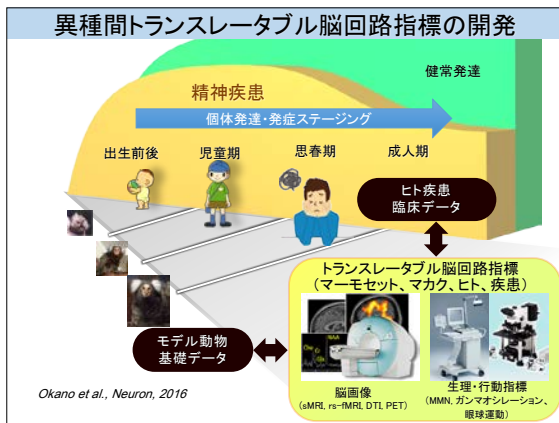 異種間トランスレータブル脳回路指標の開発
健常発達
精神疾患
個体発達・発症ステージング
出生前後
児童期
思春期
成人期
ヒト疾患
臨床データ
トランスレータブル脳回路指標
(マーモセット、マカク、ヒト、疾患)
モデル動物
基礎データ
脳画像
(sMRI, rs-fMRI, DTI, PET)
生理・行動指標
(MMN, ガンマオシレーション、
眼球運動)
Okano et al., Neuron, 2016